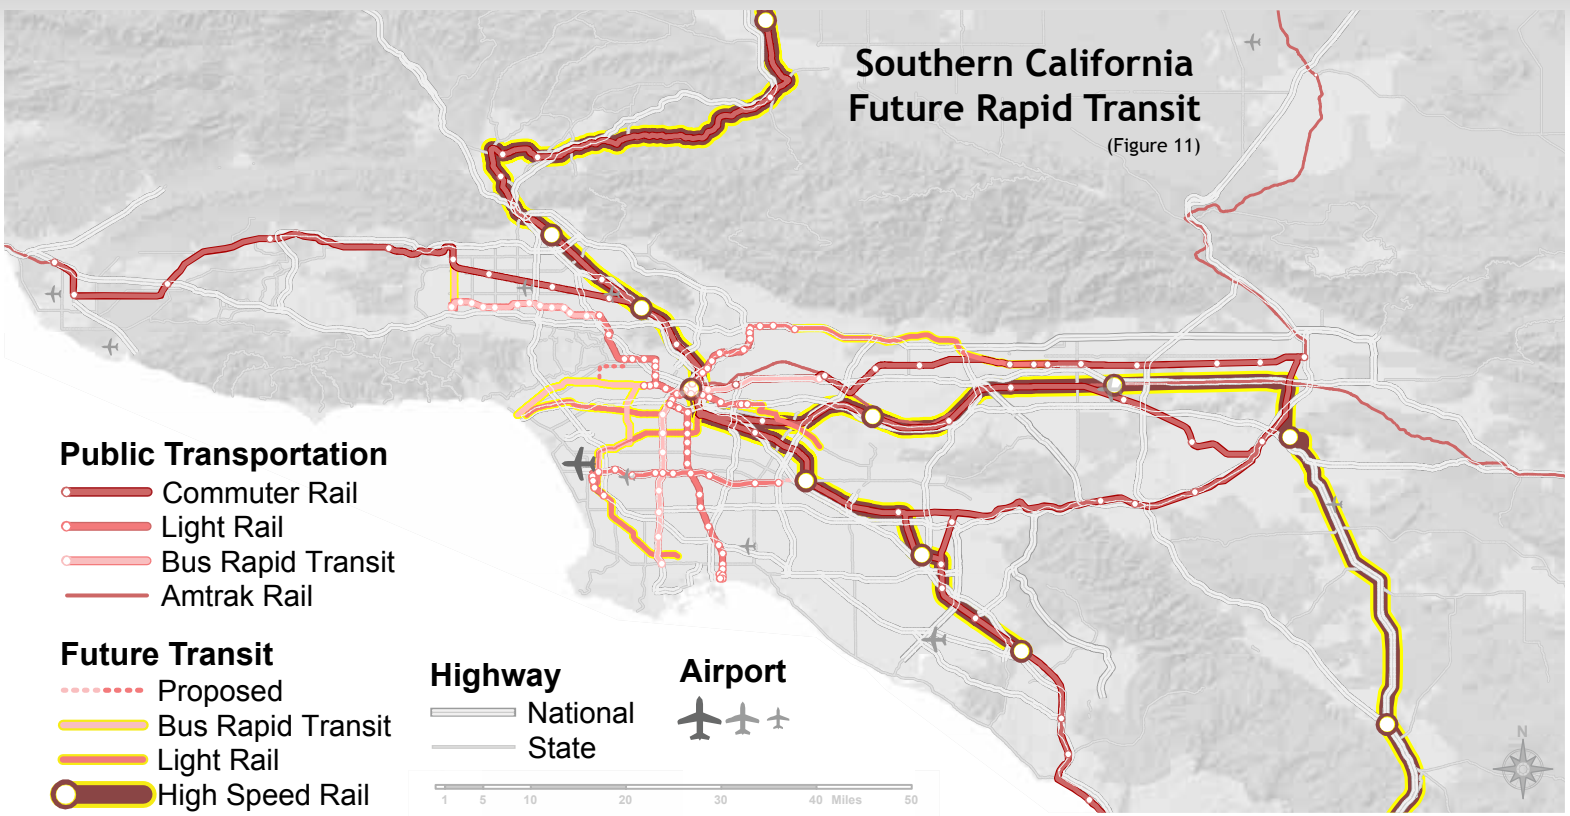 Southern California
Future Rapid Transit
(Figure 11)
Public Transportation
Commuter Rail
Light Rail
Bus Rapid Transit
Amtrak Rail
Future Transit
Proposed
Bus Rapid Transit
Light Rail
High Speed Rail
Highway
National
State
Airport
1 5 10 20 30 40 Miles 50
N